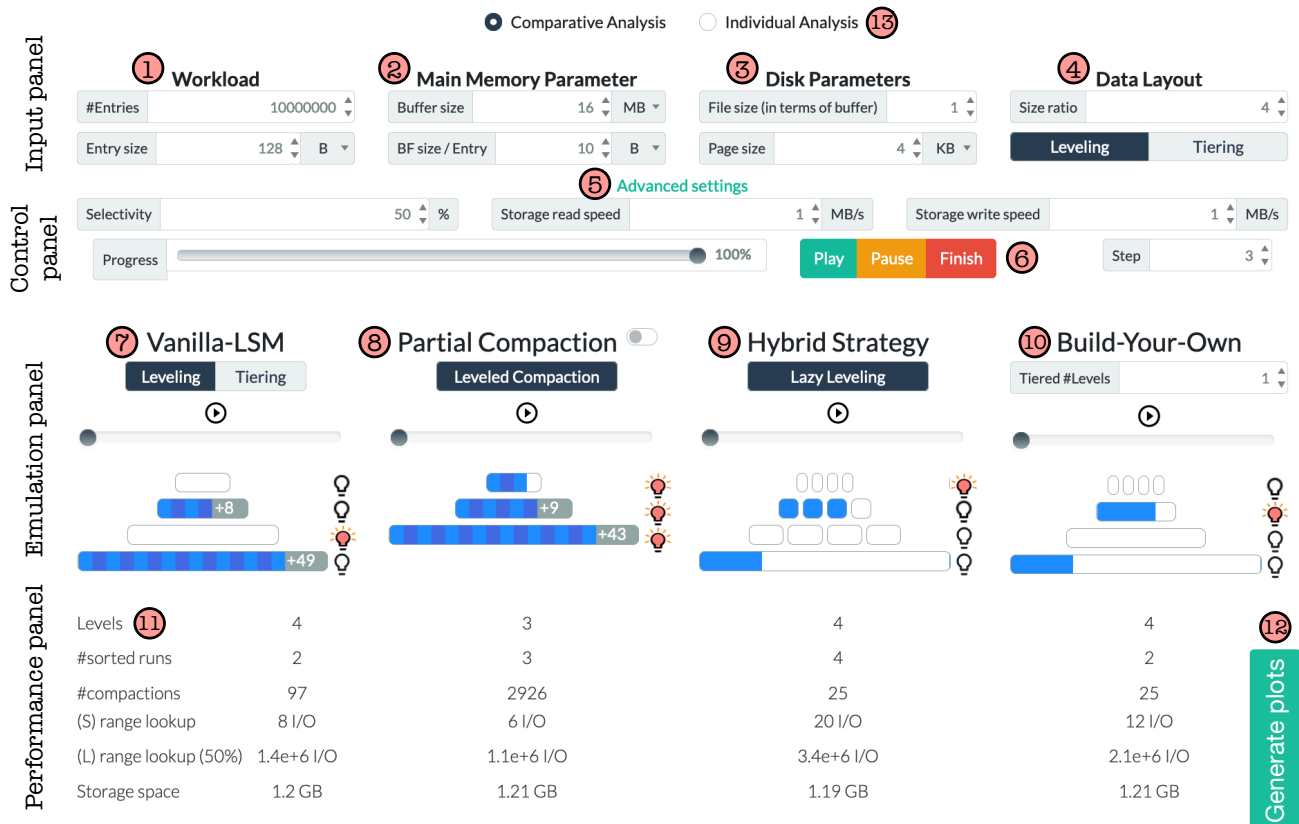 Comparative Analysis Individual Analysis 13
Input panel
1 Workload 2 Main Memory Parameter 3 Disk Parameters 4 Data Layout
#Entries 10000000 Buffer size 16 MB File size (in terms of buffer) 1 Size ratio 4
Entry size 128 B BF size / Entry 10 B Page size 4 KB Leveling Tiering
5 Advanced settings
Control
panel
Selectivity 50 % Storage read speed 1 MB/s Storage write speed 1 MB/s
Progress 100% Play Pause Finish 6 Step 3
Emulation panel
7 Vanilla-LSM 8 Partial Compaction 9 Hybrid Strategy 10 Build-Your-Own
Leveling Tiering Leveled Compaction Lazy Leveling Tiered #Levels 1
+8 +9
+43
+49
Performance panel
Levels 11 4 3 4 4 12
#sorted runs 2 3 4 2
#compactions 97 2926 25 25
(S) range lookup 8 I/O 6 I/O 20 I/O 12 I/O
(L) range lookup (50%) 1.4e+6 I/O 1.1e+6 I/O 3.4e+6 I/O 2.1e+6 I/O
Storage space 1.2 GB 1.21 GB 1.19 GB 1.21 GB
Generate plots